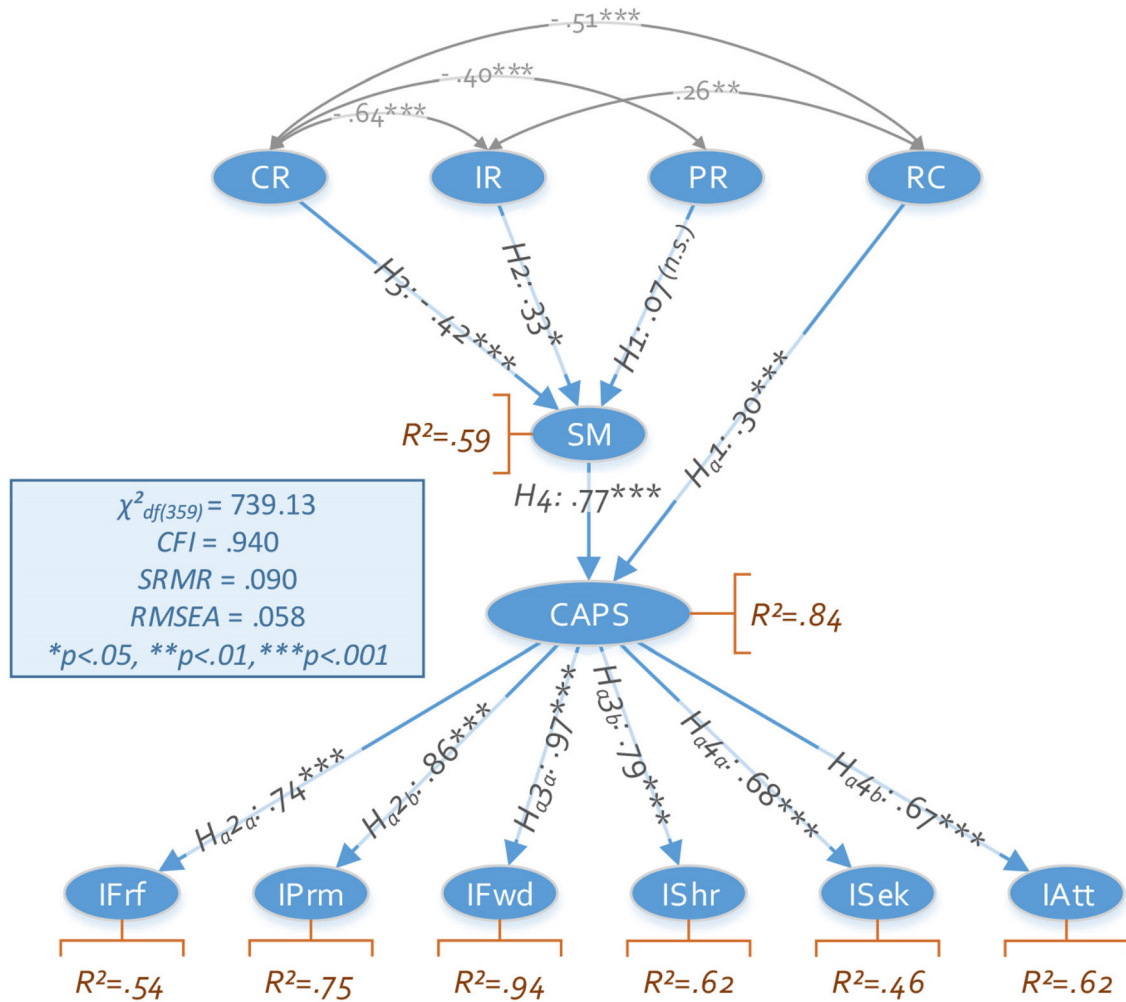 - .51***
- .40***
.26**
- .64***
CR
IR
PR
RC
H3: -.42***
H2: .33*
H1: .07 (n.s.)
Ha1: .30***
R²=.59
SM
H4: .77***
χ²df(359) = 739.13
CFI = .940
SRMR = .090
RMSEA = .058
*p<.05, **p<.01,***p<.001
CAPS
R²=.84
Ha2a: .74***
Ha2b: .86***
Ha3a: .97***
Ha3b: .79***
Ha4a: .68***
Ha4b: .67***
IFrf
IPrm
IFwd
IShr
ISek
IAtt
R²=.54
R²=.75
R²=.94
R²=.62
R²=.46
R²=.62